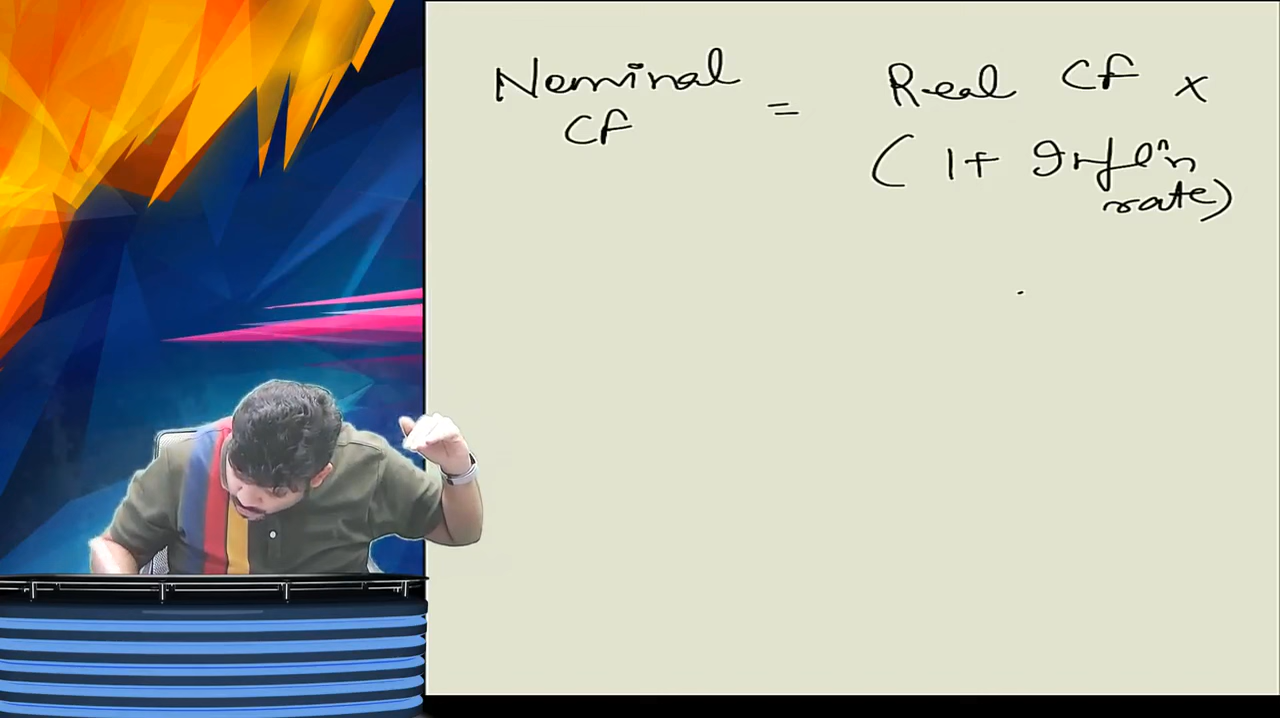 Nominal CF = Real CF ×
(1+ Infl^n rate)